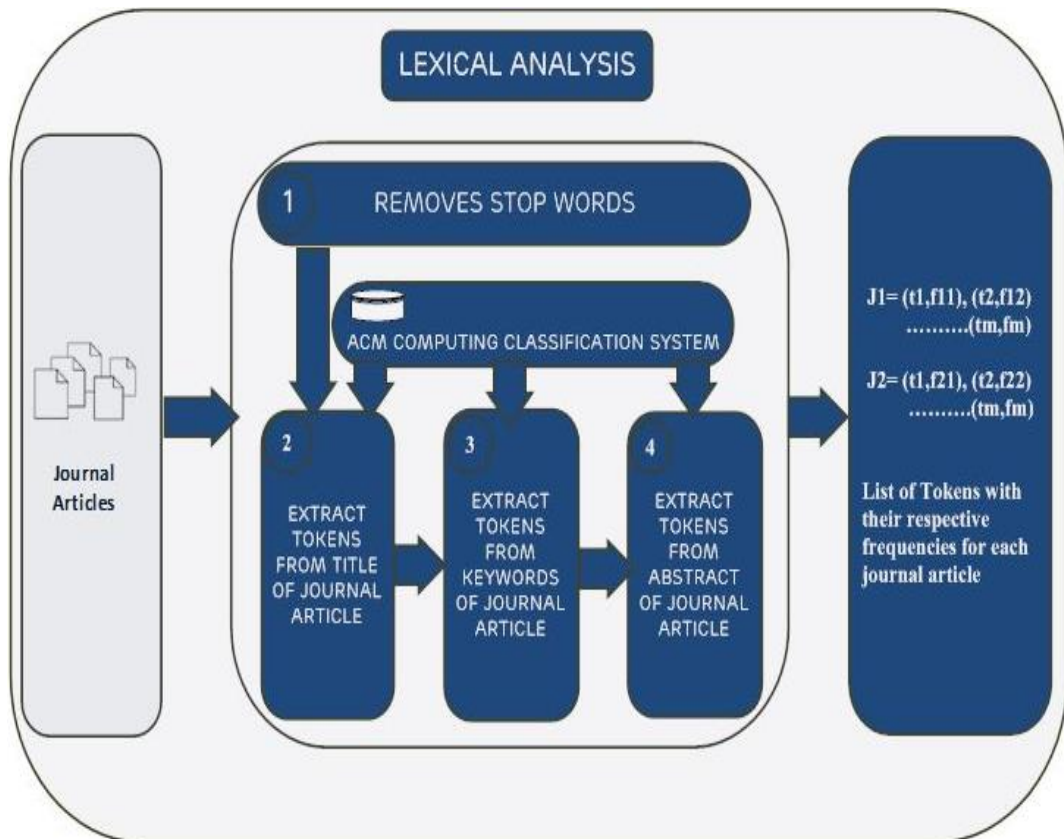 LEXICAL ANALYSIS
Journal
Articles
1
REMOVES STOP WORDS
ACM COMPUTING CLASSIFICATION SYSTEM
2
EXTRACT
TOKENS
FROM TITLE
OF JOURNAL
ARTICLE
3
EXTRACT
TOKENS
FROM
KEYWORDS
OF JOURNAL
ARTICLE
4
EXTRACT
TOKENS
FROM
ABSTRACT
OF JOURNAL
ARTICLE
J1= (t1,f11), (t2,f12)
..........(tm,fm)
J2= (t1,f21), (t2,f22)
..........(tm,fm)
List of Tokens with
their respective
frequencies for each
journal article